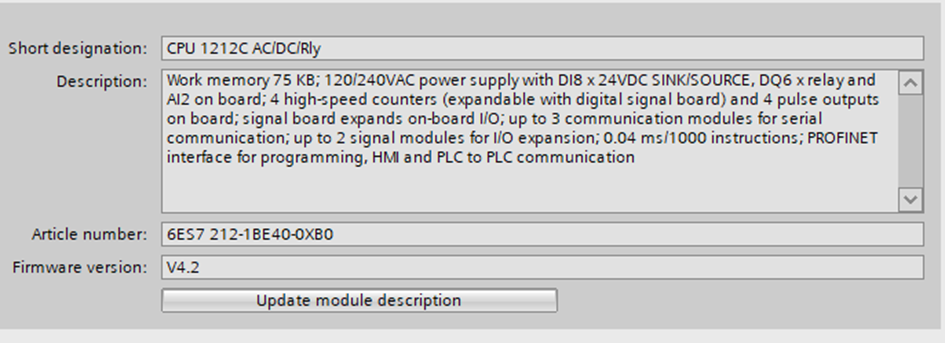 Short designation: CPU 1212C AC/DC/Rly
Description: Work memory 75 KB; 120/240VAC power supply with DI8 x 24VDC SINK/SOURCE, DQ6 x relay and
AI2 on board; 4 high-speed counters (expandable with digital signal board) and 4 pulse outputs
on board; signal board expands on-board I/O; up to 3 communication modules for serial
communication; up to 2 signal modules for I/O expansion; 0.04 ms/1000 instructions; PROFINET
interface for programming, HMI and PLC to PLC communication
Article number: 6ES7 212-1BE40-0XB0
Firmware version: V4.2
Update module description